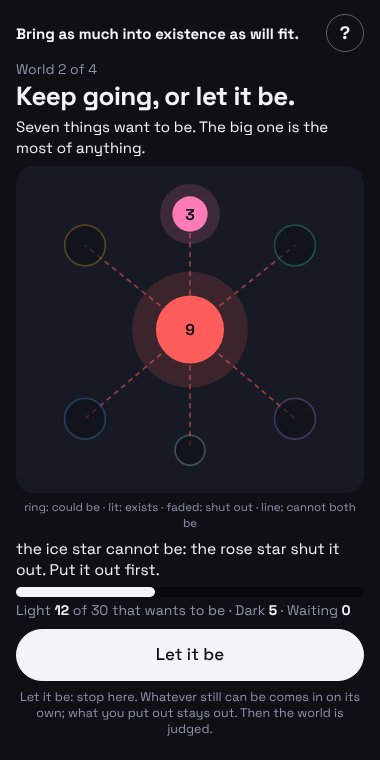 Bring as much into existence as will fit.
?
World 2 of 4
Keep going, or let it be.
Seven things want to be. The big one is the
most of anything.
3
9
ring: could be · lit: exists · faded: shut out · line: cannot both
be
the ice star cannot be: the rose star shut it
out. Put it out first.
Light 12 of 30 that wants to be · Dark 5 · Waiting 0
Let it be
Let it be: stop here. Whatever still can be comes in on its
own; what you put out stays out. Then the world is
judged.